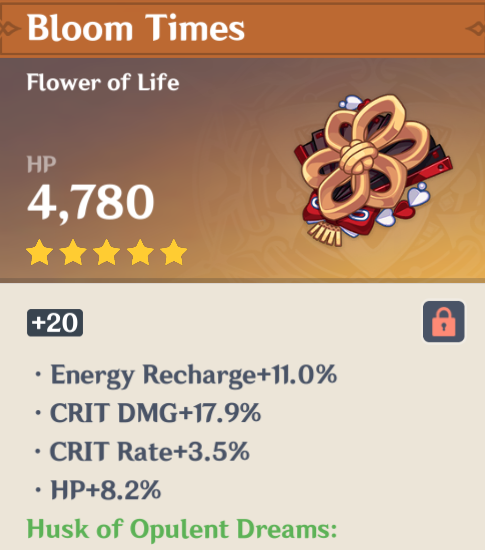 Bloom Times
Flower of Life
HP
4,780
+20
· Energy Recharge+11.0%
· CRIT DMG+17.9%
· CRIT Rate+3.5%
· HP+8.2%
Husk of Opulent Dreams: